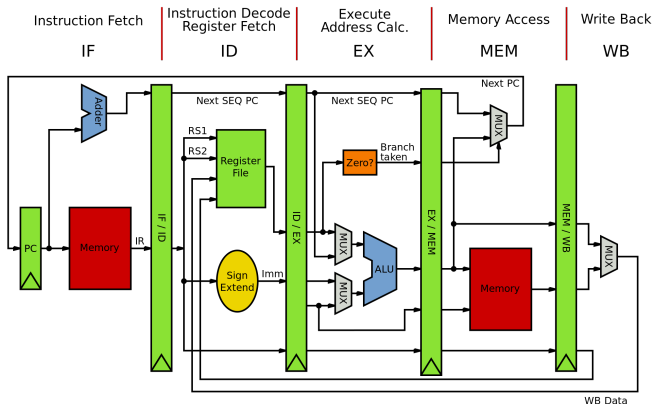 Instruction Fetch
Instruction Decode
Register Fetch
Execute
Address Calc.
Memory Access
Write Back
IF
ID
EX
MEM
WB
Next PC
Adder
Next SEQ PC
Next SEQ PC
MUX
RS1
RS2
Register
File
Branch
taken
Zero?
IF / ID
ID / EX
EX / MEM
MEM / WB
PC
Memory
IR
MUX
ALU
MUX
Sign
Extend
Imm
MUX
Memory
WB Data